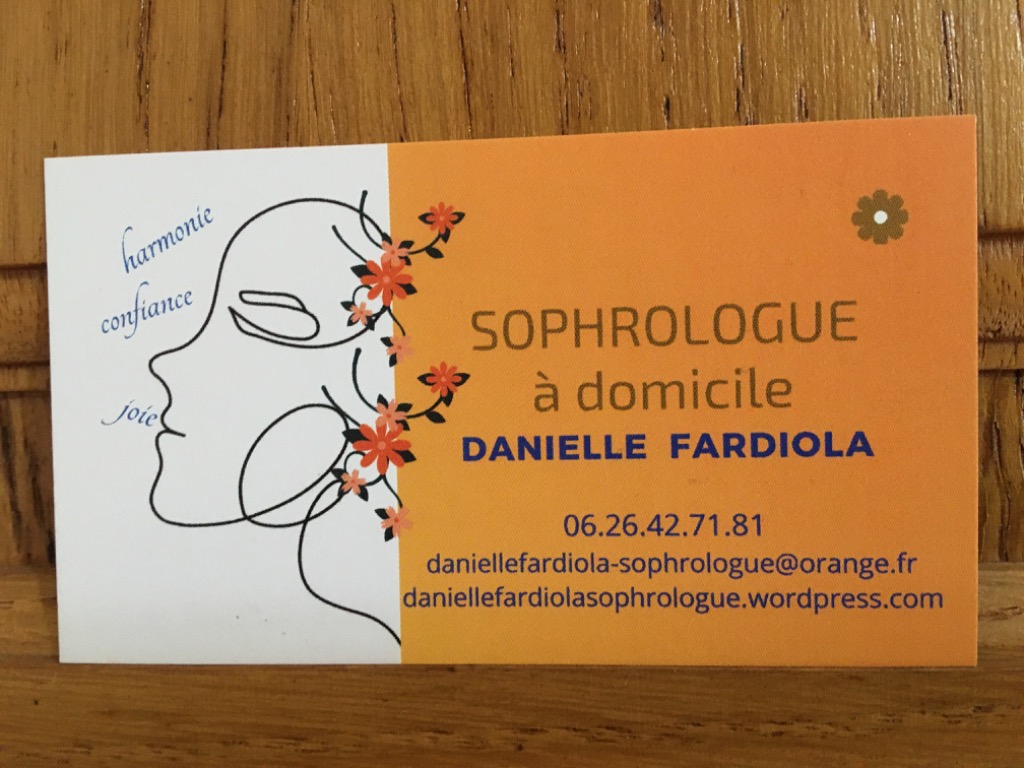 harmonie
confiance
joie
SOPHROLOGUE
à domicile
DANIELLE FARDIOLA
06.26.42.71.81
daniellefardiola-sophrologue@orange.fr
daniellefardiolasophrologue.wordpress.com